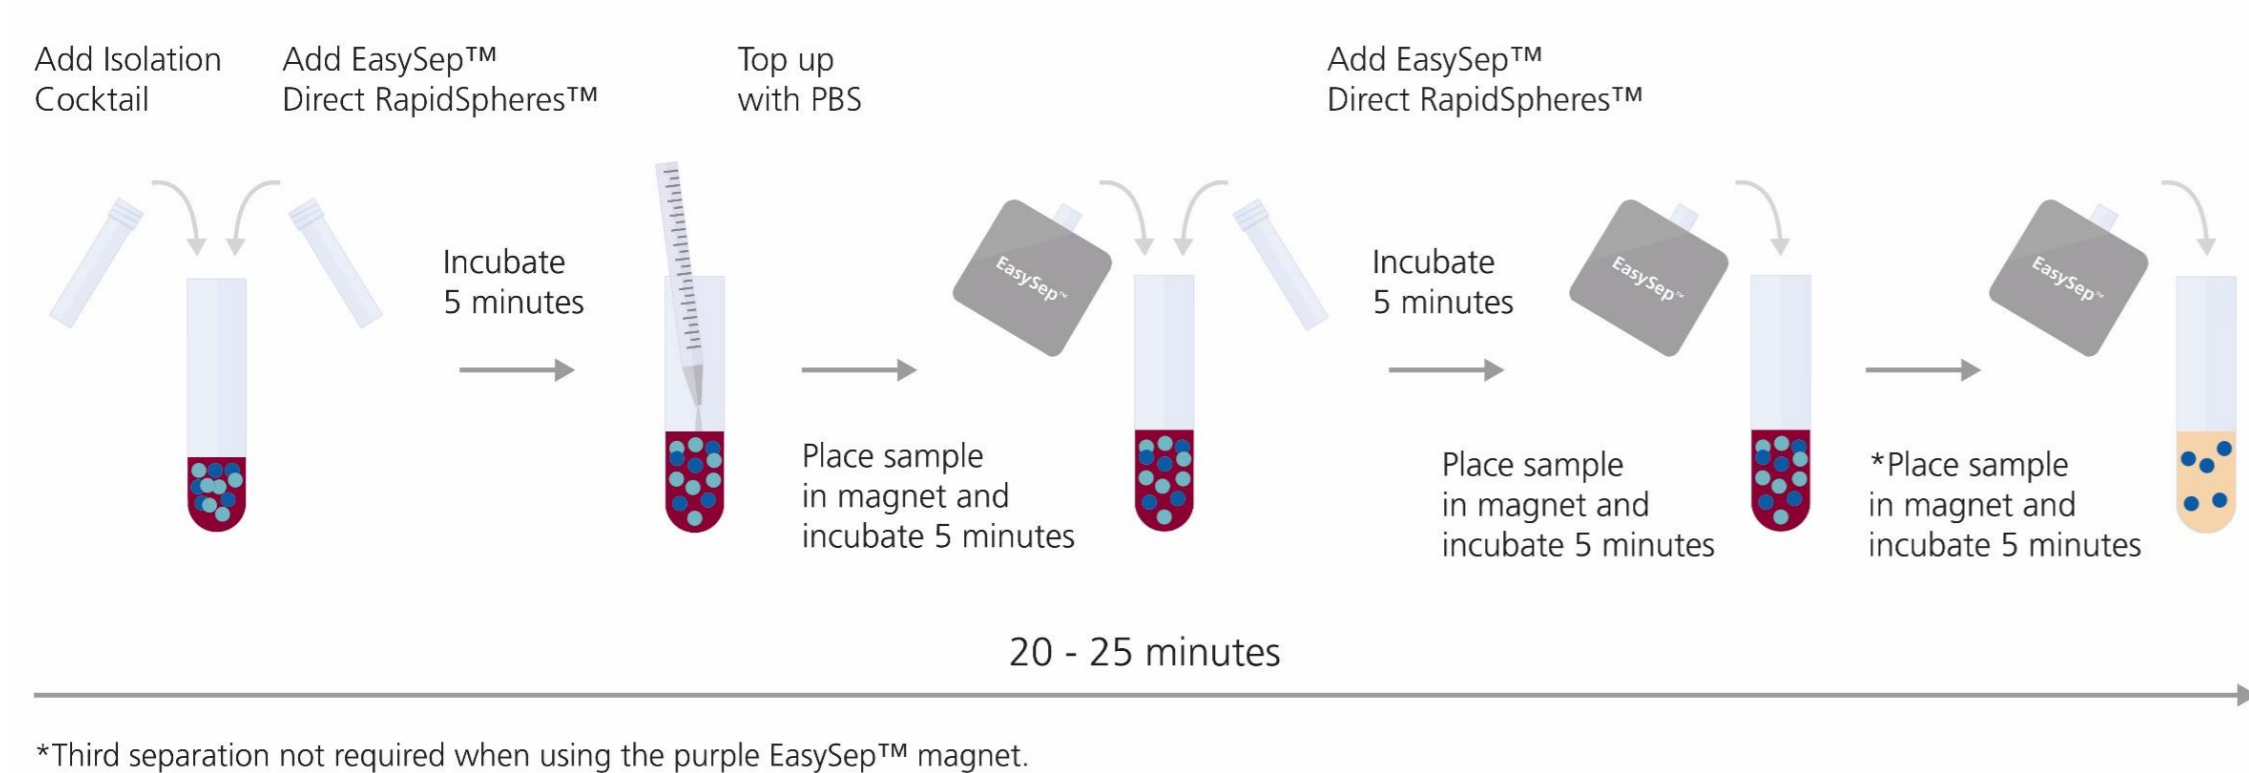 Add Isolation
Cocktail
Add EasySep™
Direct RapidSpheres™
Incubate
5 minutes
Top up
with PBS
Place sample
in magnet and
incubate 5 minutes
EasySep™
Add EasySep™
Direct RapidSpheres™
Incubate
5 minutes
EasySep™
Place sample
in magnet and
incubate 5 minutes
EasySep™
*Place sample
in magnet and
incubate 5 minutes
20 - 25 minutes
*Third separation not required when using the purple EasySep™ magnet.